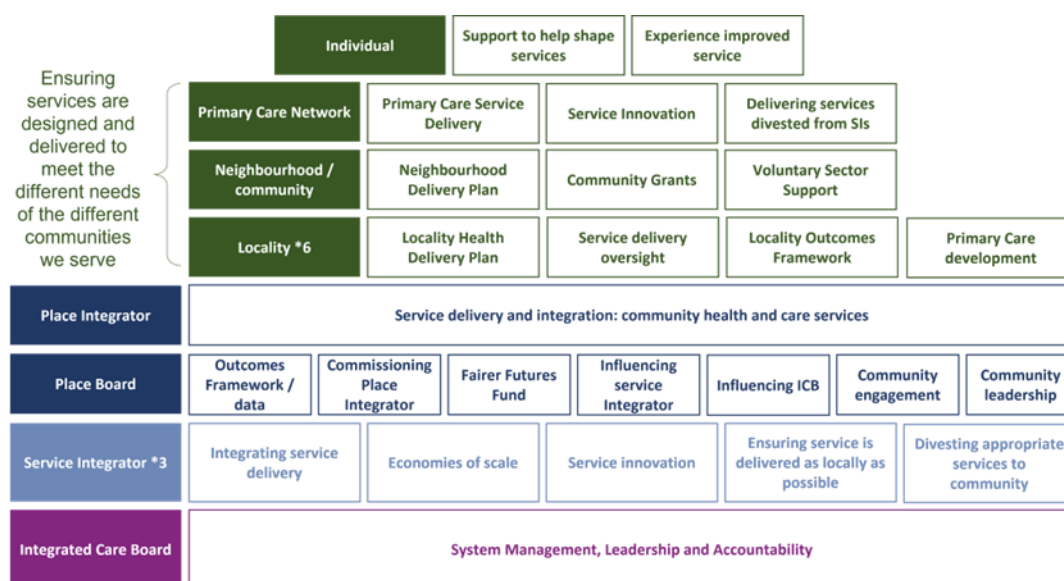 Ensuring
services are
designed and
delivered to
meet the
different needs
of the different
communities
we serve
Individual
Support to help shape
services
Experience improved
service
Primary Care Network
Primary Care Service
Delivery
Service Innovation
Delivering services
divested from SIs
Neighbourhood /
community
Neighbourhood
Delivery Plan
Community Grants
Voluntary Sector
Support
Locality *6
Locality Health
Delivery Plan
Service delivery
oversight
Locality Outcomes
Framework
Primary Care
development
Place Integrator
Service delivery and integration: community health and care services
Place Board
Outcomes
Framework /
data
Commissioning
Place
Integrator
Fairer Futures
Fund
Influencing
service
Integrator
Influencing ICB
Community
engagement
Community
leadership
Service Integrator *3
Integrating service
delivery
Economies of scale
Service innovation
Ensuring service is
delivered as locally as
possible
Divesting appropriate
services to
community
Integrated Care Board
System Management, Leadership and Accountability